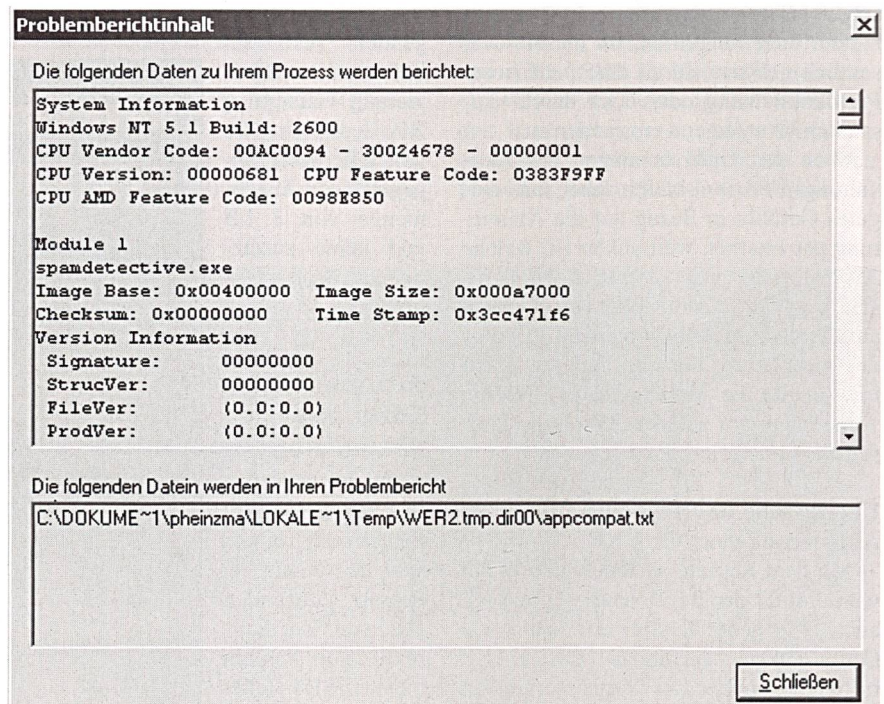 Problemberichtinhalt
Die folgenden Daten zu Ihrem Prozess werden berichtet:
System Information
Windows NT 5.1 Build: 2600
CPU Vendor Code: 00AC0094 - 30024678 - 00000001
CPU Version: 00000681 CPU Feature Code: 0383F9FF
CPU AMD Feature Code: 0098E850
Module 1
spamdetective.exe
Image Base: 0x00400000 Image Size: 0x000a7000
Checksum: 0x00000000 Time Stamp: 0x3cc471f6
Version Information
Signature: 00000000
StrucVer: 00000000
FileVer: (0.0:0.0)
ProdVer: (0.0:0.0)
Die folgenden Datein werden in Ihren Problembericht
C:\DOKUME~1\pheinzma\LOKALE~1\Temp\WER2.tmp.dir00\appcompat.txt
Schließen